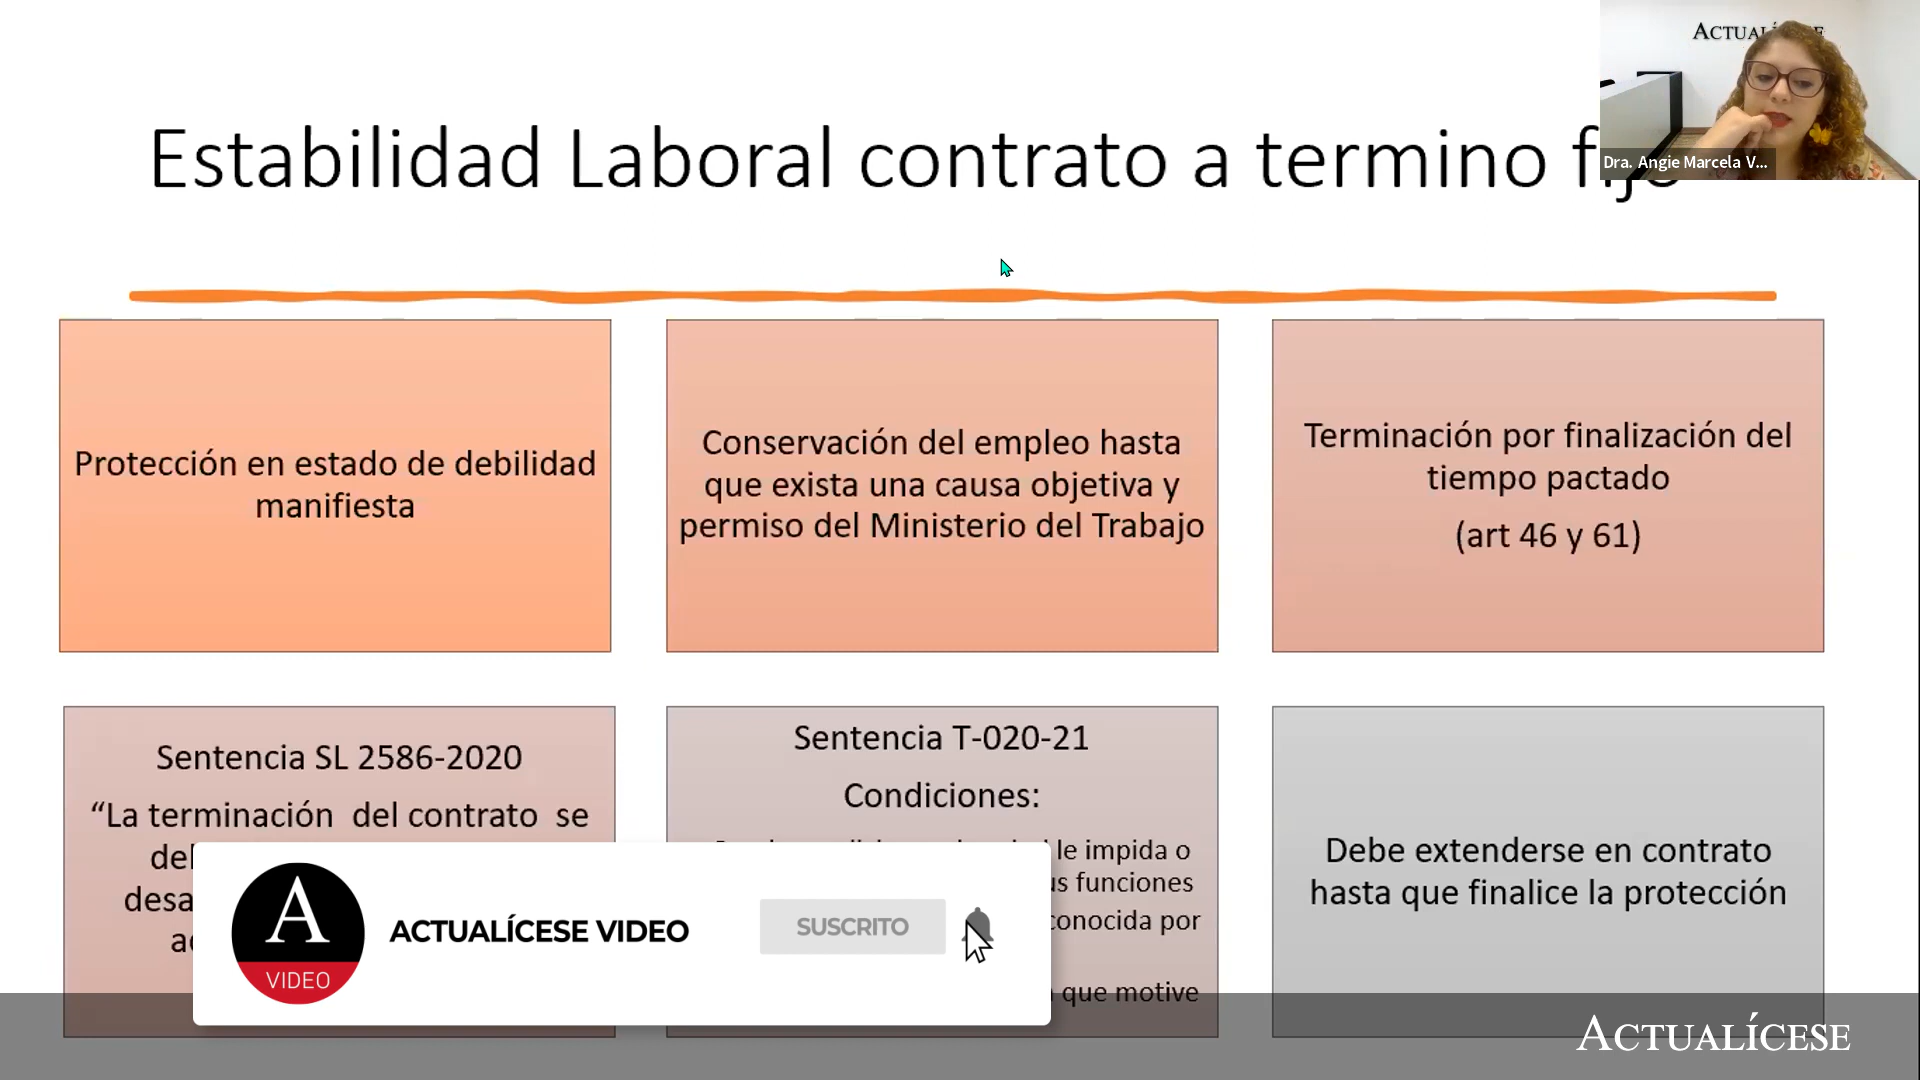 Estabilidad Laboral contrato a termino fijo
ACTUALÍCESE
Dra. Angie Marcela V...
Protección en estado de debilidad
manifiesta
Conservación del empleo hasta
que exista una causa objetiva y
permiso del Ministerio del Trabajo
Terminación por finalización del
tiempo pactado
(art 46 y 61)
Sentencia SL 2586-2020
“La terminación del contrato se
Sentencia T-020-21
Condiciones:
le impida o
funciones
conocida por
que motive
Debe extenderse en contrato
hasta que finalice la protección
A
VIDEO
ACTUALÍCESE VIDEO
SUSCRITO
ACTUALÍCESE